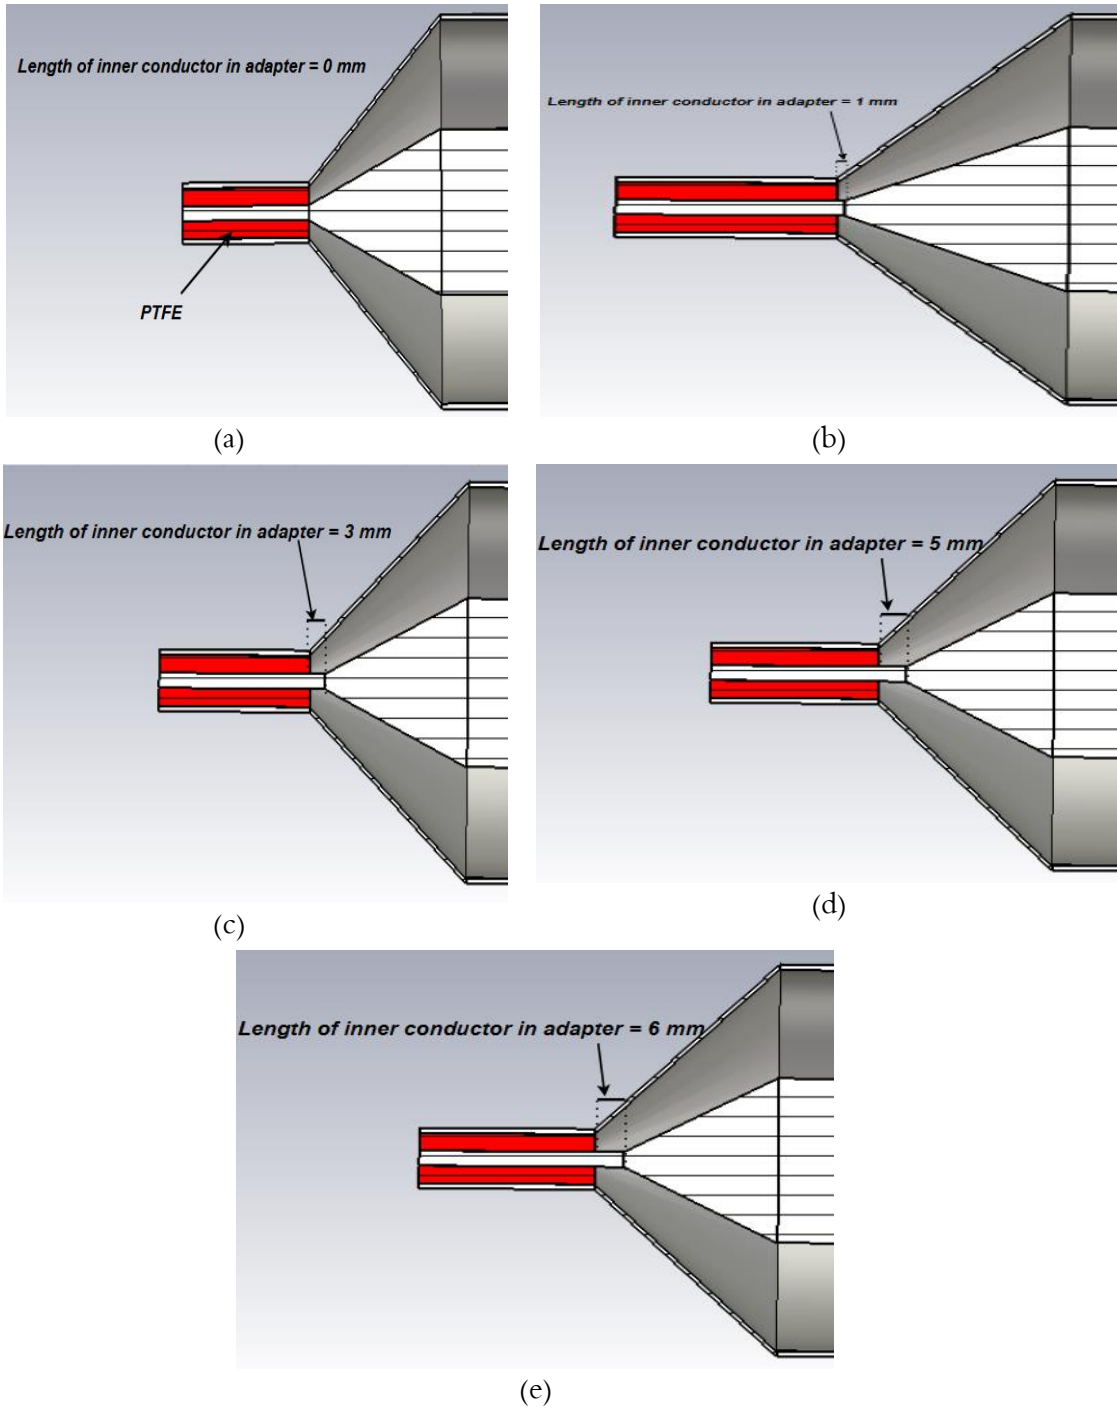 Length of inner conductor in adapter = 0 mm
PTFE
(a)
Length of inner conductor in adapter = 1 mm
(b)
Length of inner conductor in adapter = 3 mm
(c)
Length of inner conductor in adapter = 5 mm
(d)
Length of inner conductor in adapter = 6 mm
(e)